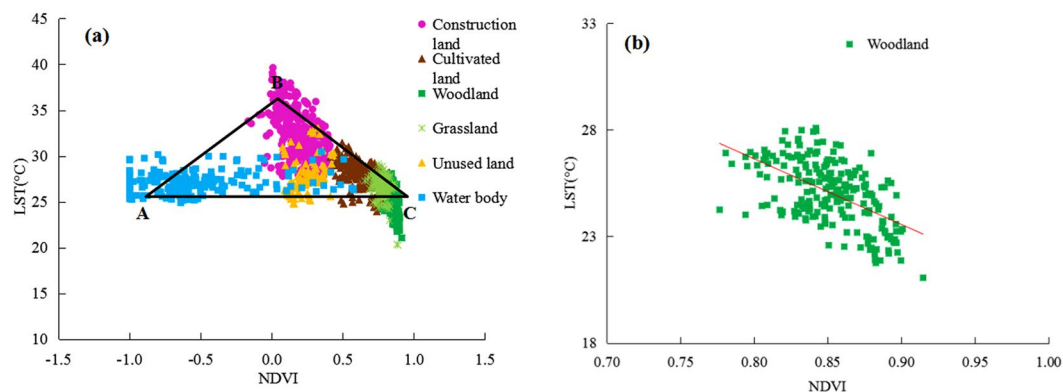 (a)
LST(°C)
45
40
35
30
25
20
15
10
-1.5
-1.0
-0.5
0.0
0.5
1.0
1.5
NDVI
A
B
C
Construction
land
Cultivated
land
Woodland
Grassland
Unused land
Water body
(b)
LST(°C)
33
28
23
18
0.70
0.75
0.80
0.85
0.90
0.95
1.00
NDVI
Woodland